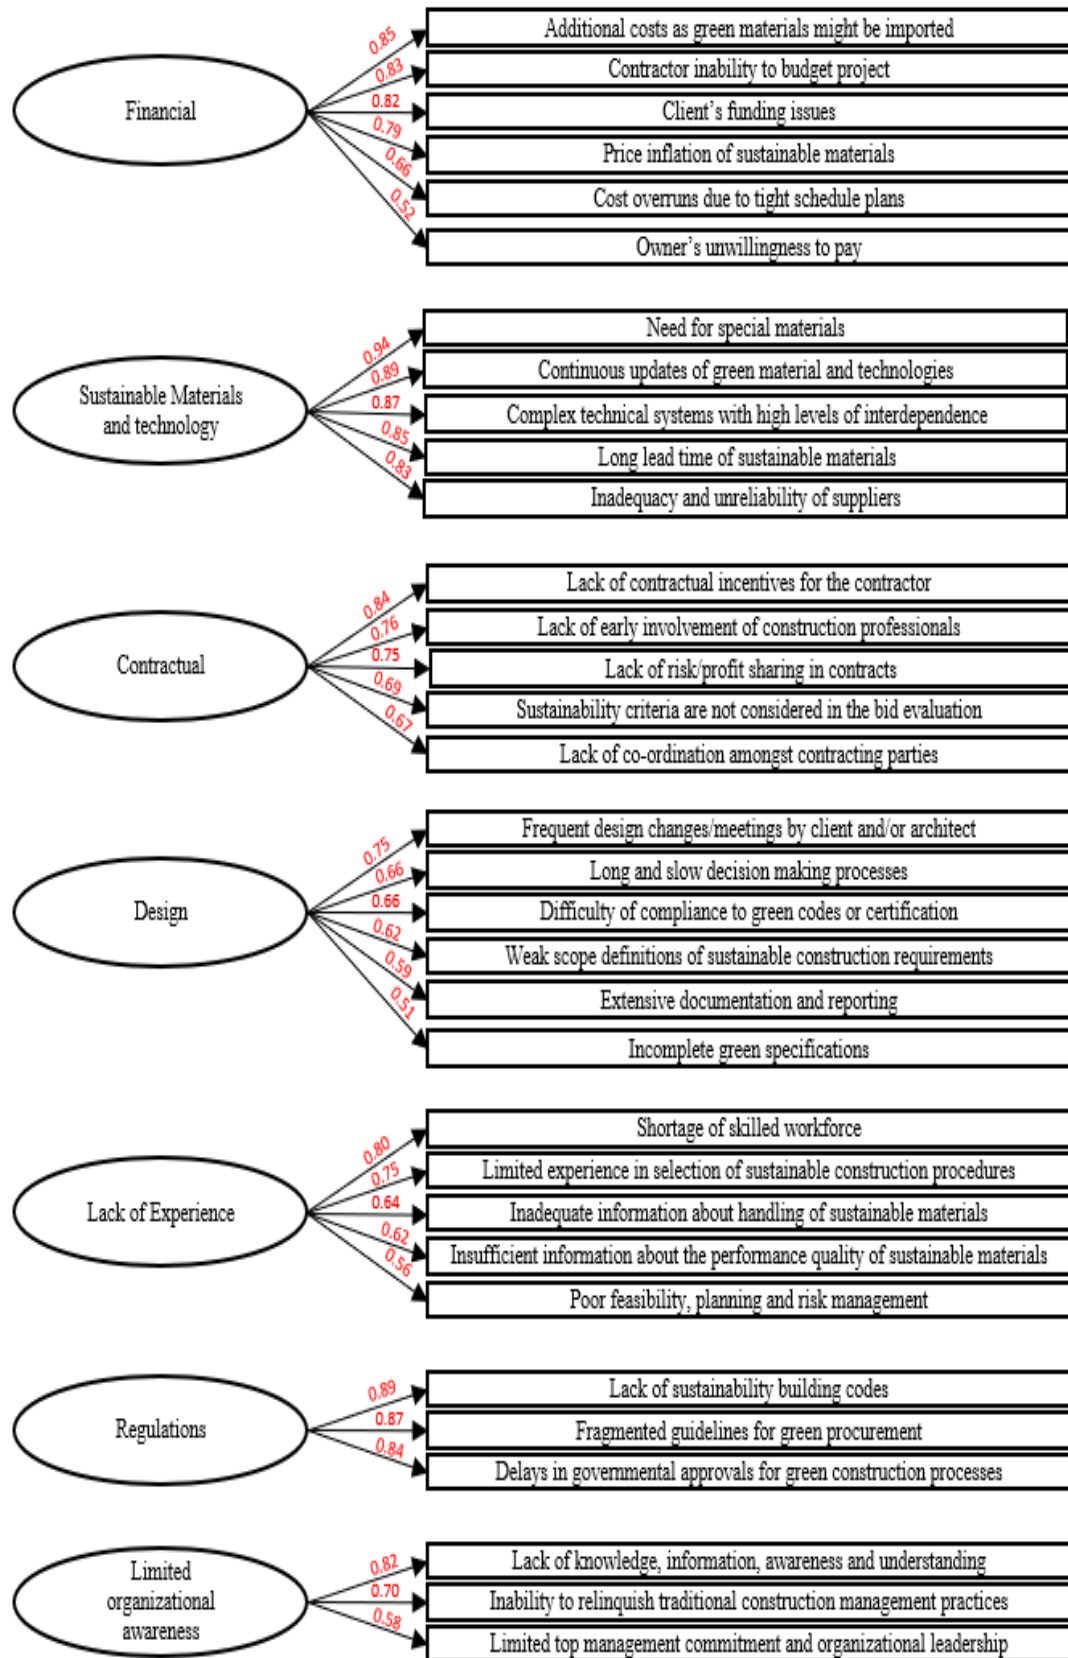 Financial
0.85
Additional costs as green materials might be imported
0.83
Contractor inability to budget project
0.82
Client's funding issues
0.79
Price inflation of sustainable materials
0.66
Cost overruns due to tight schedule plans
0.52
Owner's unwillingness to pay
Sustainable Materials
and technology
0.94
Need for special materials
0.89
Continuous updates of green material and technologies
0.87
Complex technical systems with high levels of interdependence
0.85
Long lead time of sustainable materials
0.83
Inadequacy and unreliability of suppliers
Contractual
0.84
Lack of contractual incentives for the contractor
0.76
Lack of early involvement of construction professionals
0.75
Lack of risk/profit sharing in contracts
0.69
Sustainability criteria are not considered in the bid evaluation
0.67
Lack of co-ordination amongst contracting parties
Design
0.75
Frequent design changes/meetings by client and/or architect
0.66
Long and slow decision making processes
0.66
Difficulty of compliance to green codes or certification
0.62
Weak scope definitions of sustainable construction requirements
0.59
Extensive documentation and reporting
0.51
Incomplete green specifications
Lack of Experience
0.80
Shortage of skilled workforce
0.75
Limited experience in selection of sustainable construction procedures
0.64
Inadequate information about handling of sustainable materials
0.62
Insufficient information about the performance quality of sustainable materials
0.56
Poor feasibility, planning and risk management
Regulations
0.89
Lack of sustainability building codes
0.87
Fragmented guidelines for green procurement
0.84
Delays in governmental approvals for green construction processes
Limited
organizational
awareness
0.82
Lack of knowledge, information, awareness and understanding
0.70
Inability to relinquish traditional construction management practices
0.58
Limited top management commitment and organizational leadership